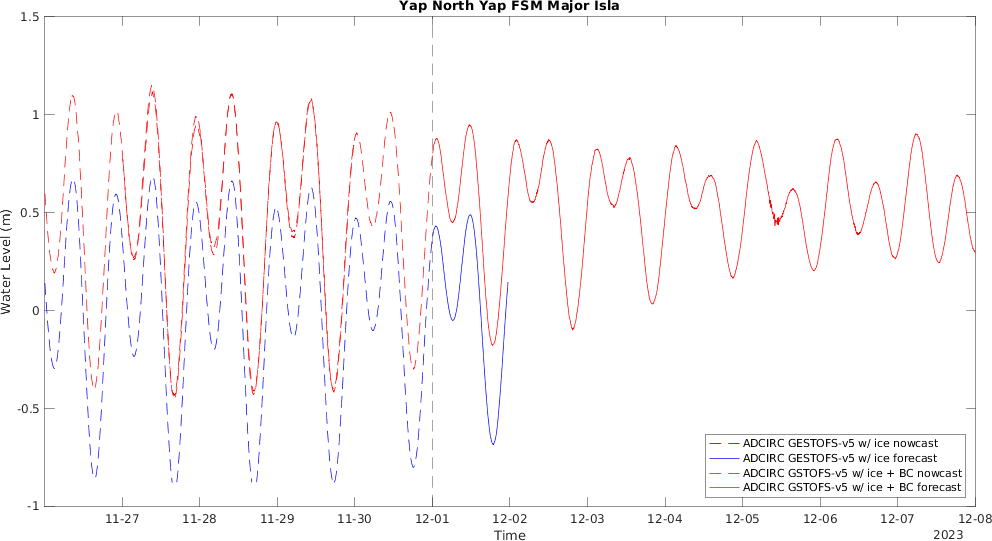 Yap North Yap FSM Major Isla
1.5
1
0.5
0
-0.5
-1
Water Level (m)
11-27 11-28 11-29 11-30 12-01 12-02 12-03 12-04 12-05 12-06 12-07 12-08
Time
2023
ADCIRC GESTOFS-v5 w/ ice nowcast
ADCIRC GESTOFS-v5 w/ ice forecast
ADCIRC GSTOFS-v5 w/ ice + BC nowcast
ADCIRC GSTOFS-v5 w/ ice + BC forecast